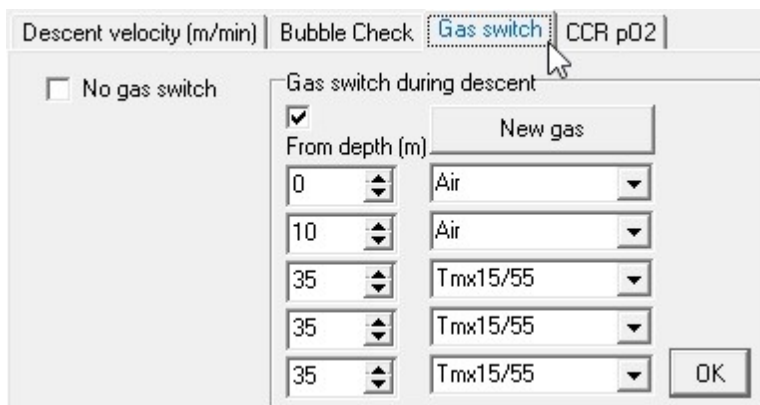 Descent velocity (m/min) Bubble Check Gas switch CCR pO2
No gas switch
Gas switch during descent
From depth (m) New gas
0 Air
10 Air
35 Tmx15/55
35 Tmx15/55
35 Tmx15/55 OK